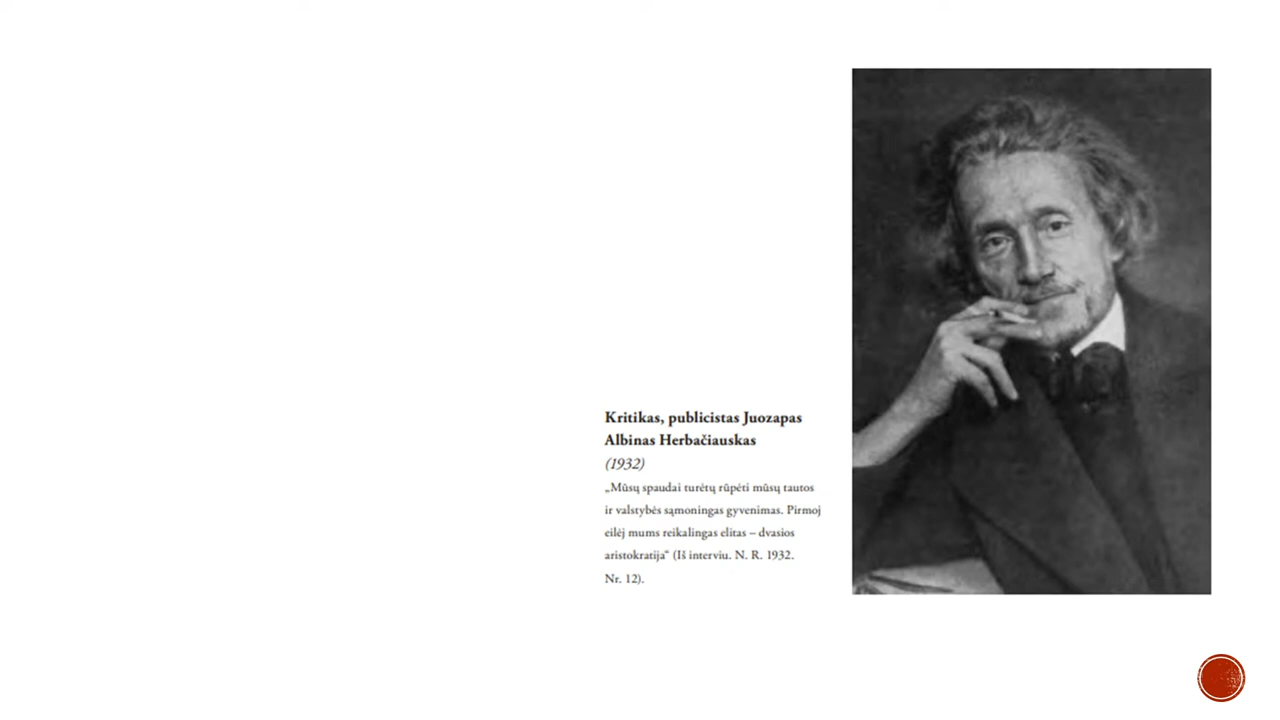 Kritikas, publicistas Juozapas
Albinas Herbačiauskas
(1932)
„Mūsų spaudai turėtų rūpėti mūsų tautos
ir valstybės sąmoningas gyvenimas. Pirmoj
eilėj mums reikalingas elitas – dvasios
aristokratija“ (Iš interviu. N. R. 1932.
Nr. 12).